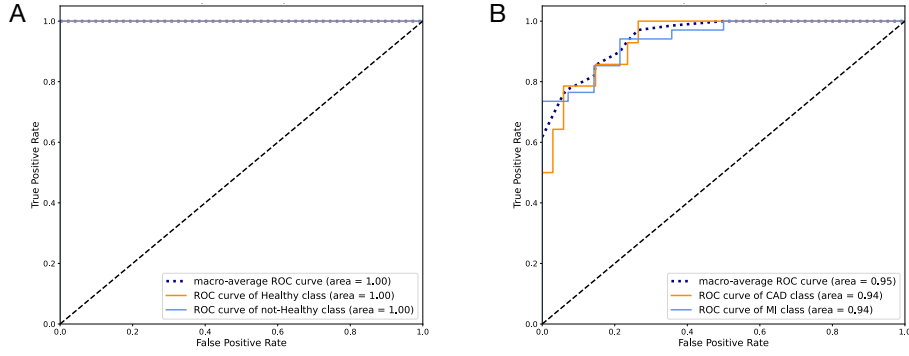 A
1.0
0.8
0.6
0.4
0.2
0.0
True Positive Rate
0.0 0.2 0.4 0.6 0.8 1.0
False Positive Rate
macro-average ROC curve (area = 1.00)
ROC curve of Healthy class (area = 1.00)
ROC curve of not-Healthy class (area = 1.00)
B
1.0
0.8
0.6
0.4
0.2
0.0
True Positive Rate
0.0 0.2 0.4 0.6 0.8 1.0
False Positive Rate
macro-average ROC curve (area = 0.95)
ROC curve of CAD class (area = 0.94)
ROC curve of MI class (area = 0.94)